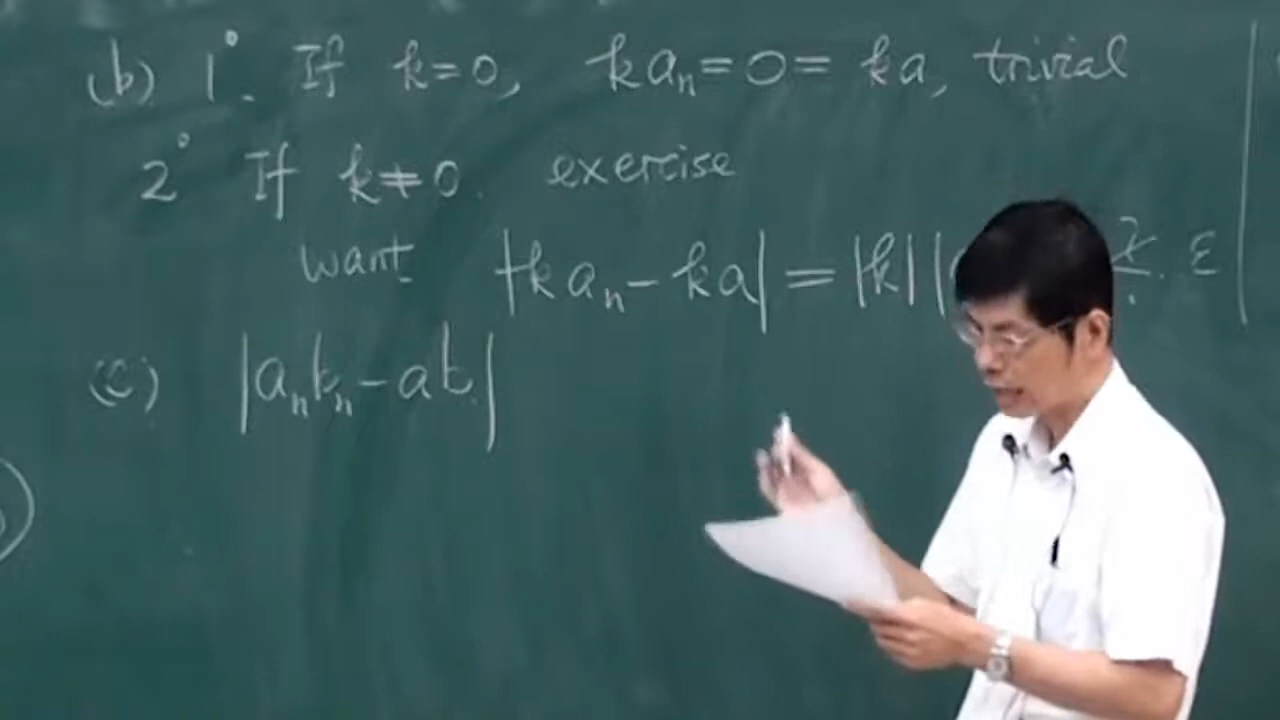 (b) 1°. If k=0, kaₙ=0=ka, trivial
2° If k≠0. exercise
want |kaₙ-ka|=|k||
(c) |aₙbₙ-ab|